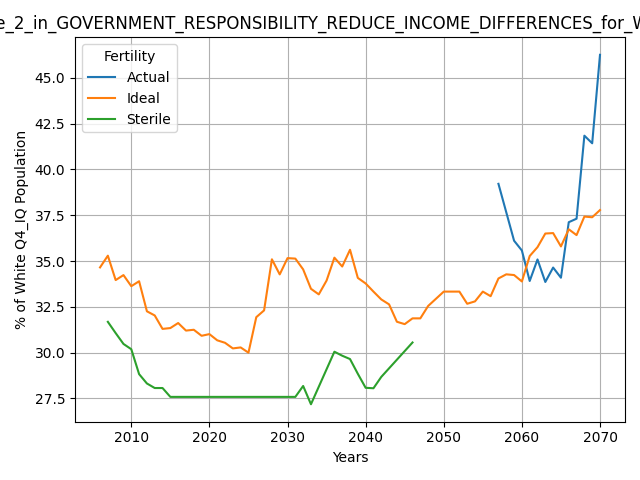 e_2_in_GOVERNMENT_RESPONSIBILITY_REDUCE_INCOME_DIFFERENCES_for_W
Fertility
Actual
Ideal
Sterile
% of White Q4_IQ Population
45.0
42.5
40.0
37.5
35.0
32.5
30.0
27.5
2010 2020 2030 2040 2050 2060 2070
Years